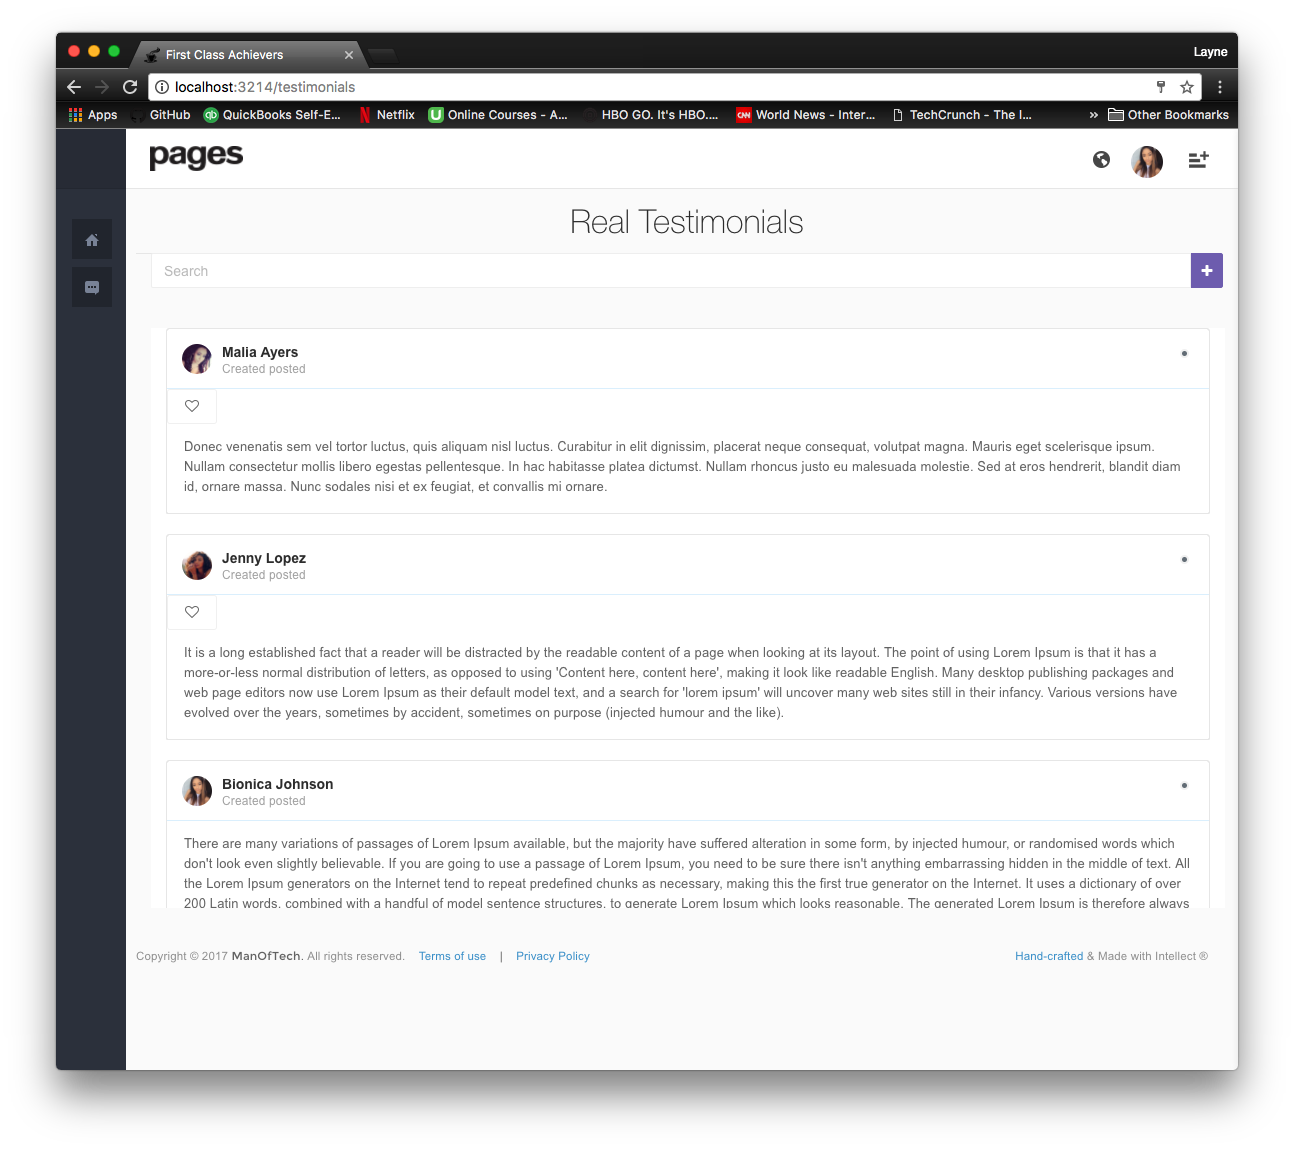 First Class Achievers
Layne
localhost:3214/testimonials
Apps GitHub QuickBooks Self-E... Netflix Online Courses - A... HBO GO. It's HBO.... CNN World News - Inter... TechCrunch - The I... » Other Bookmarks
pages
Real Testimonials
Search
Malia Ayers
Created posted
Donec venenatis sem vel tortor luctus, quis aliquam nisl luctus. Curabitur in elit dignissim, placerat neque consequat, volutpat magna. Mauris eget scelerisque ipsum.
Nullam consectetur mollis libero egestas pellentesque. In hac habitasse platea dictumst. Nullam rhoncus justo eu malesuada molestie. Sed at eros hendrerit, blandit diam
id, ornare massa. Nunc sodales nisi et ex feugiat, et convallis mi ornare.
Jenny Lopez
Created posted
It is a long established fact that a reader will be distracted by the readable content of a page when looking at its layout. The point of using Lorem Ipsum is that it has a
more-or-less normal distribution of letters, as opposed to using 'Content here, content here', making it look like readable English. Many desktop publishing packages and
web page editors now use Lorem Ipsum as their default model text, and a search for 'lorem ipsum' will uncover many web sites still in their infancy. Various versions have
evolved over the years, sometimes by accident, sometimes on purpose (injected humour and the like).
Bionica Johnson
Created posted
There are many variations of passages of Lorem Ipsum available, but the majority have suffered alteration in some form, by injected humour, or randomised words which
don't look even slightly believable. If you are going to use a passage of Lorem Ipsum, you need to be sure there isn't anything embarrassing hidden in the middle of text. All
the Lorem Ipsum generators on the Internet tend to repeat predefined chunks as necessary, making this the first true generator on the Internet. It uses a dictionary of over
200 Latin words, combined with a handful of model sentence structures, to generate Lorem Ipsum which looks reasonable. The generated Lorem Ipsum is therefore always
Copyright © 2017 ManOfTech. All rights reserved. Terms of use | Privacy Policy Hand-crafted & Made with Intellect ®